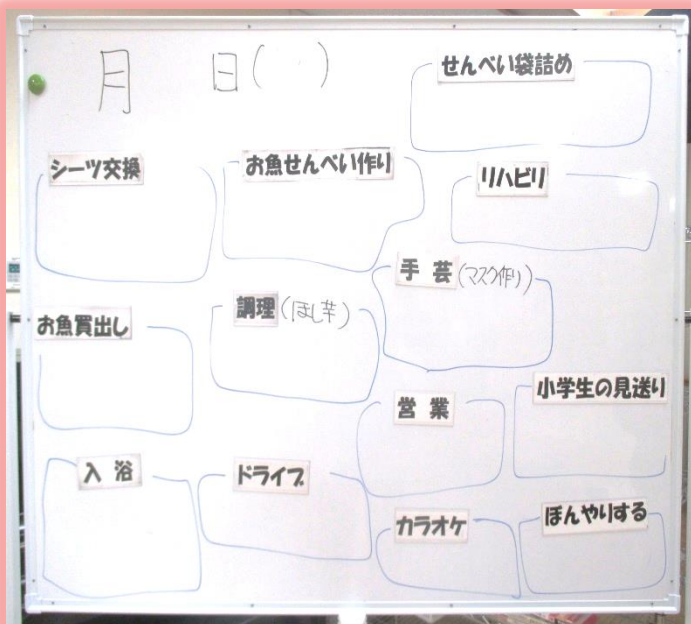 月 日( )
せんべい袋詰め
シーツ交換
お魚せんべい作り
リハビリ
手芸(マスク作り)
お魚買出し
調理(ほし芋)
営業
小学生の見送り
入浴
ドライブ
カラオケ
ぼんやりする